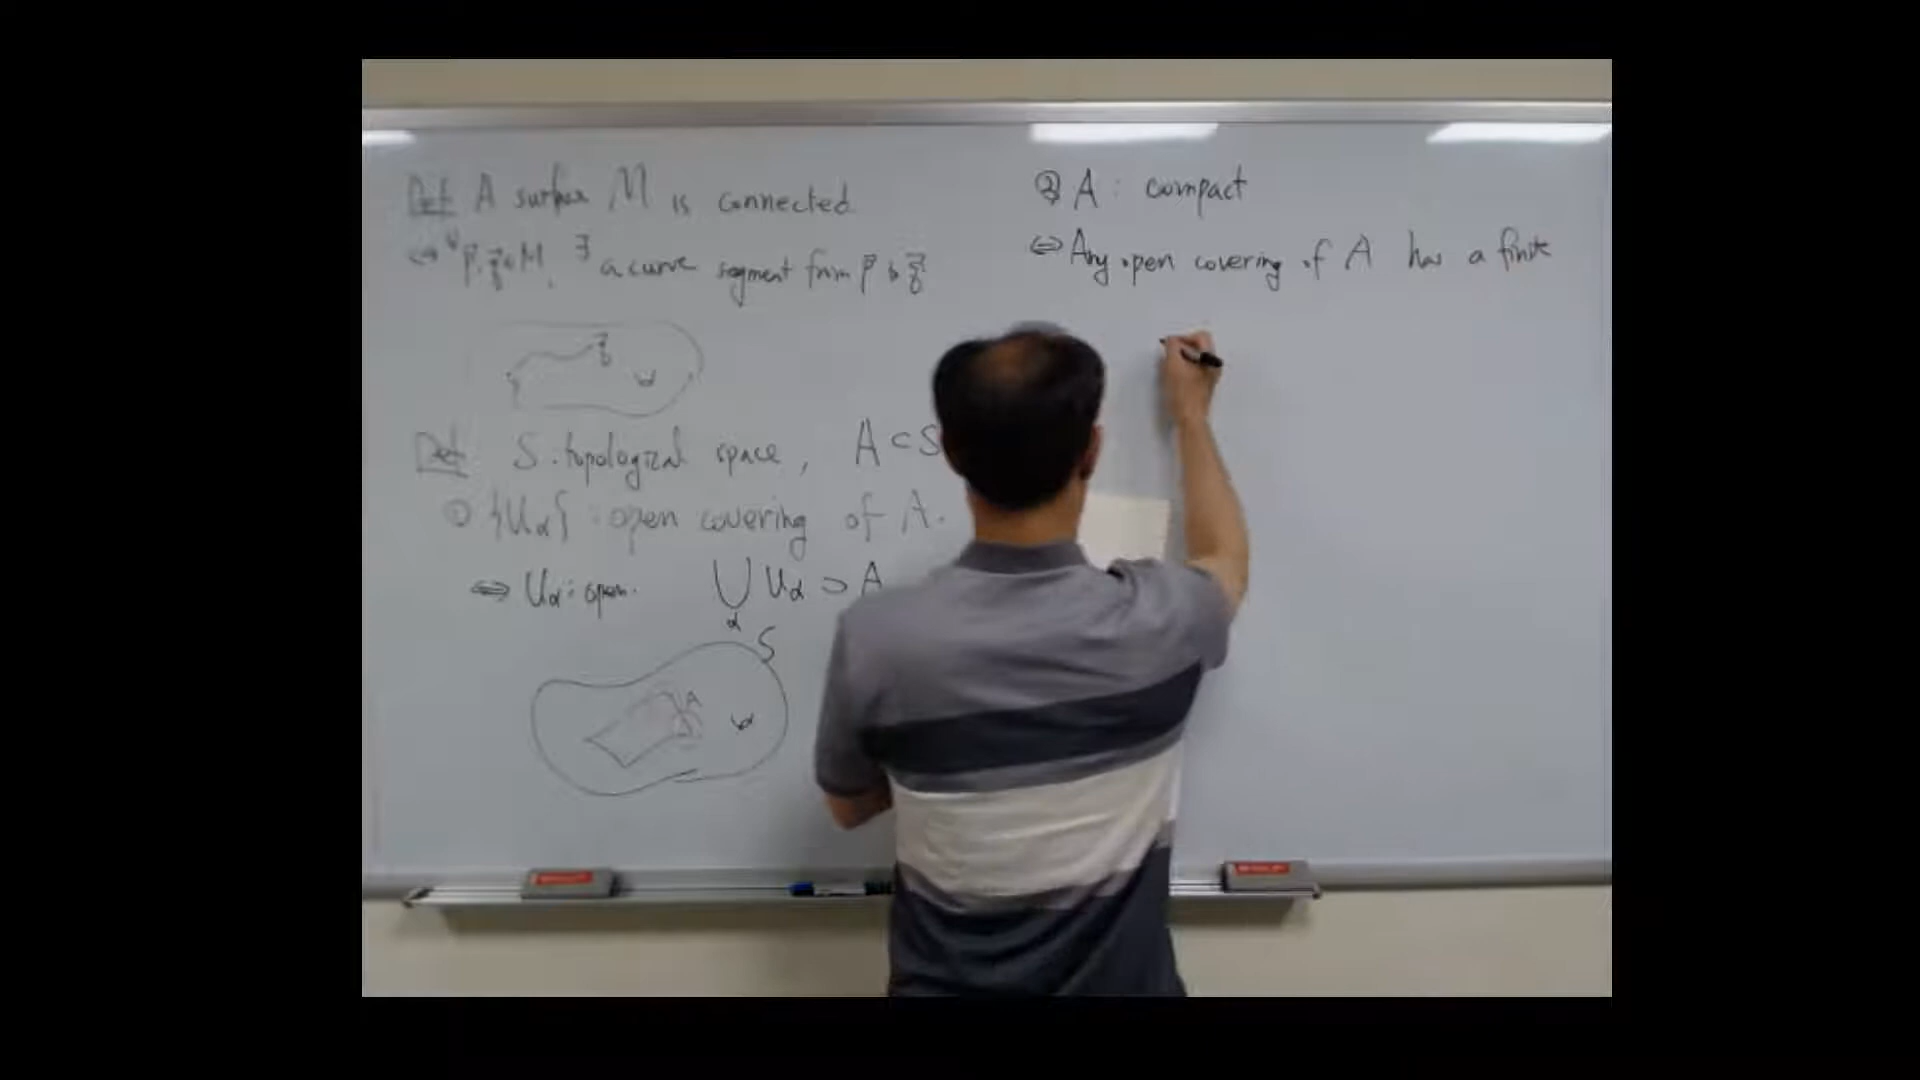 Def A surface M is connected
⇔ ∀p⃗, q⃗ ∈ M, ∃ a curve segment from p⃗ to q⃗
q⃗
Def S : topological space, A ⊂ S
① {Uα} : open covering of A.
⇔ Uα : open. ⋃ Uα ⊃ A
α
S
A
② A : compact
⇔ Any open covering of A has a finite